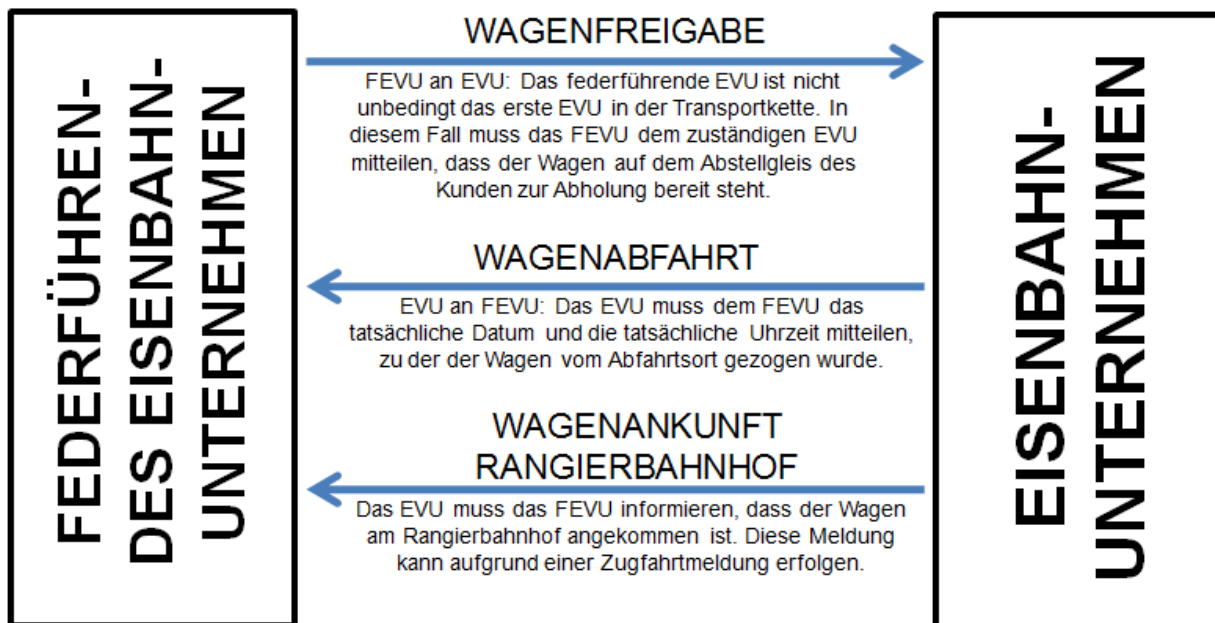 FEDERFÜHREN-
DES EISENBAHN-
UNTERNEHMEN
WAGENFREIGABE
FEVU an EVU: Das federführende EVU ist nicht
unbedingt das erste EVU in der Transportkette. In
diesem Fall muss das FEVU dem zuständigen EVU
mitteilen, dass der Wagen auf dem Abstellgleis des
Kunden zur Abholung bereit steht.
WAGENABFAHRT
EVU an FEVU: Das EVU muss dem FEVU das
tatsächliche Datum und die tatsächliche Uhrzeit mitteilen,
zu der der Wagen vom Abfahrtsort gezogen wurde.
WAGENANKUNFT
RANGIERBAHNHOF
Das EVU muss das FEVU informieren, dass der Wagen
am Rangierbahnhof angekommen ist. Diese Meldung
kann aufgrund einer Zugfahrtmeldung erfolgen.
EISENBAHN-
UNTERNEHMEN